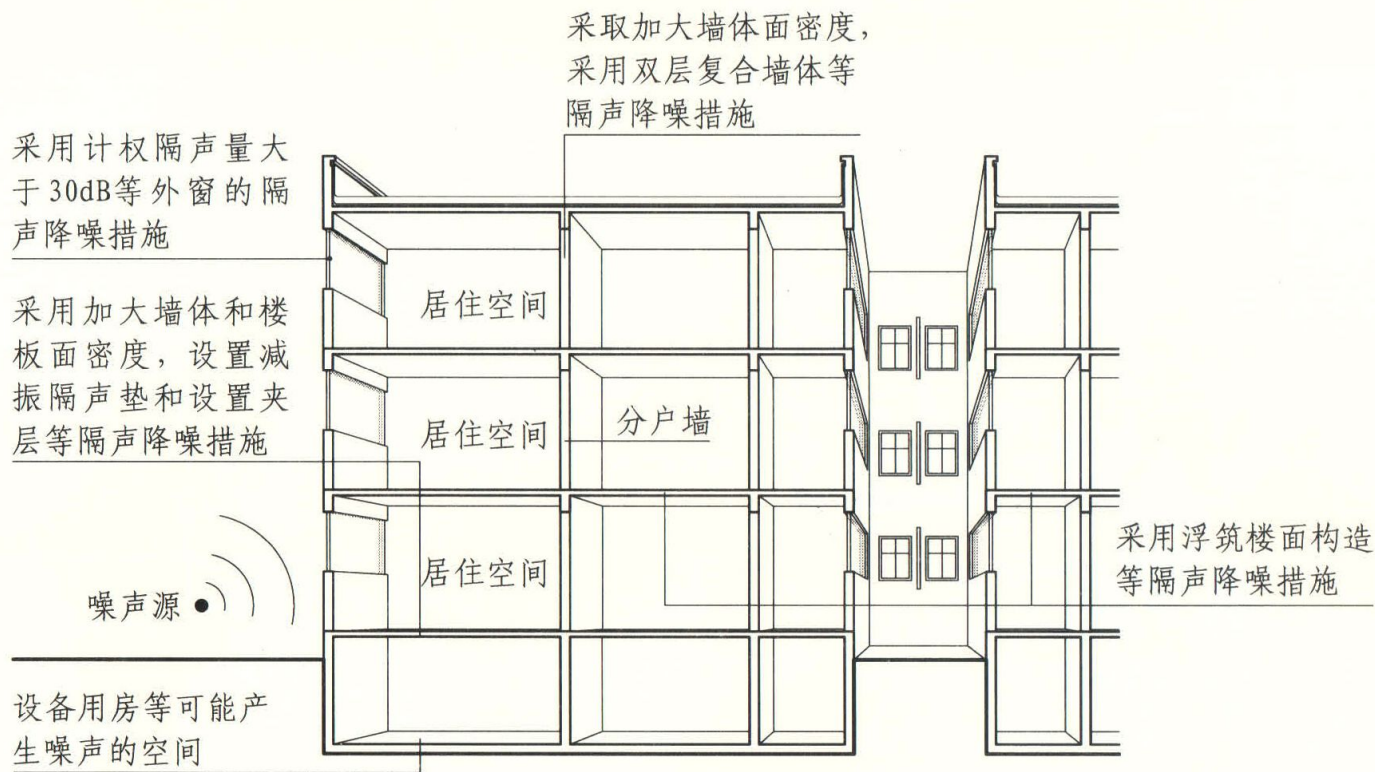 采取加大墙体面密度，
采用双层复合墙体等
隔声降噪措施
采用计权隔声量大
于30dB等外窗的隔
声降噪措施
采用加大墙体和楼
板面密度，设置减
振隔声垫和设置夹
层等隔声降噪措施
居住空间
居住空间
分户墙
居住空间
噪声源
采用浮筑楼面构造
等隔声降噪措施
设备用房等可能产
生噪声的空间